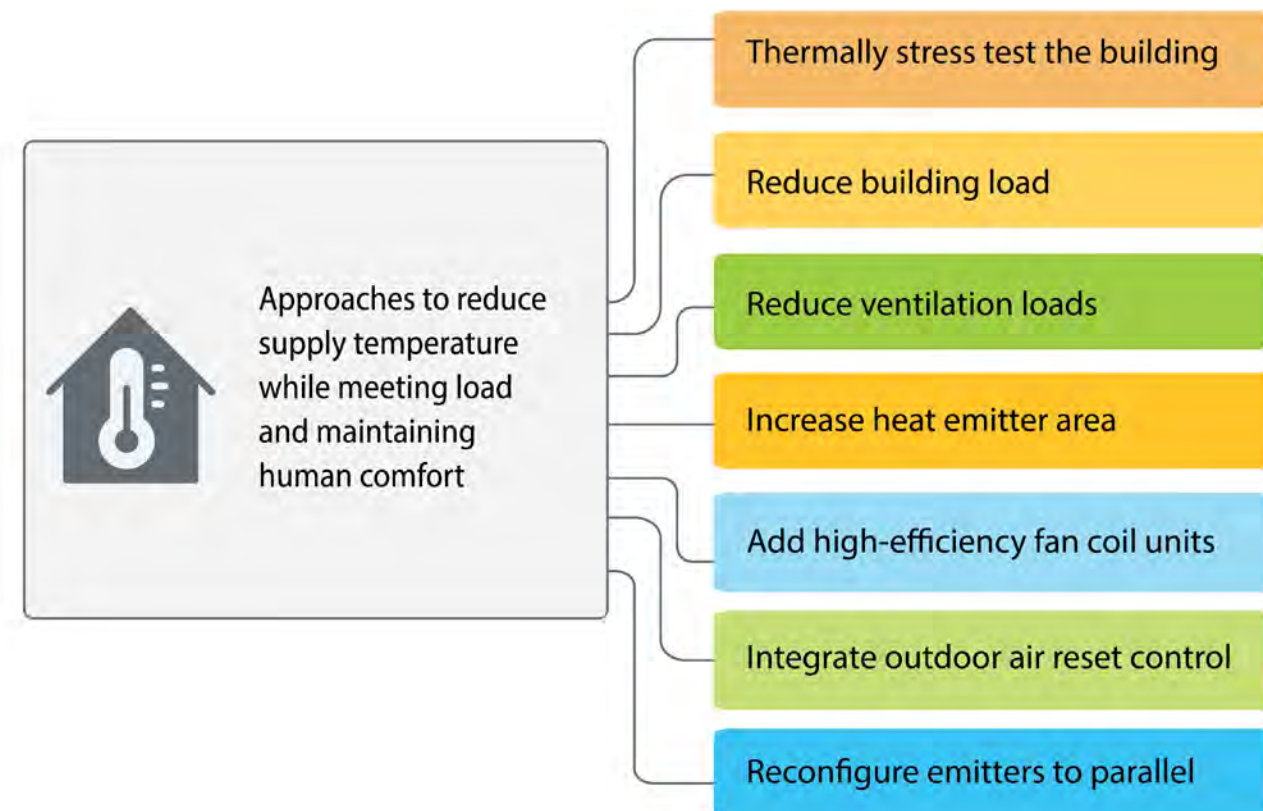 Approaches to reduce
supply temperature
while meeting load
and maintaining
human comfort
Thermally stress test the building
Reduce building load
Reduce ventilation loads
Increase heat emitter area
Add high-efficiency fan coil units
Integrate outdoor air reset control
Reconfigure emitters to parallel